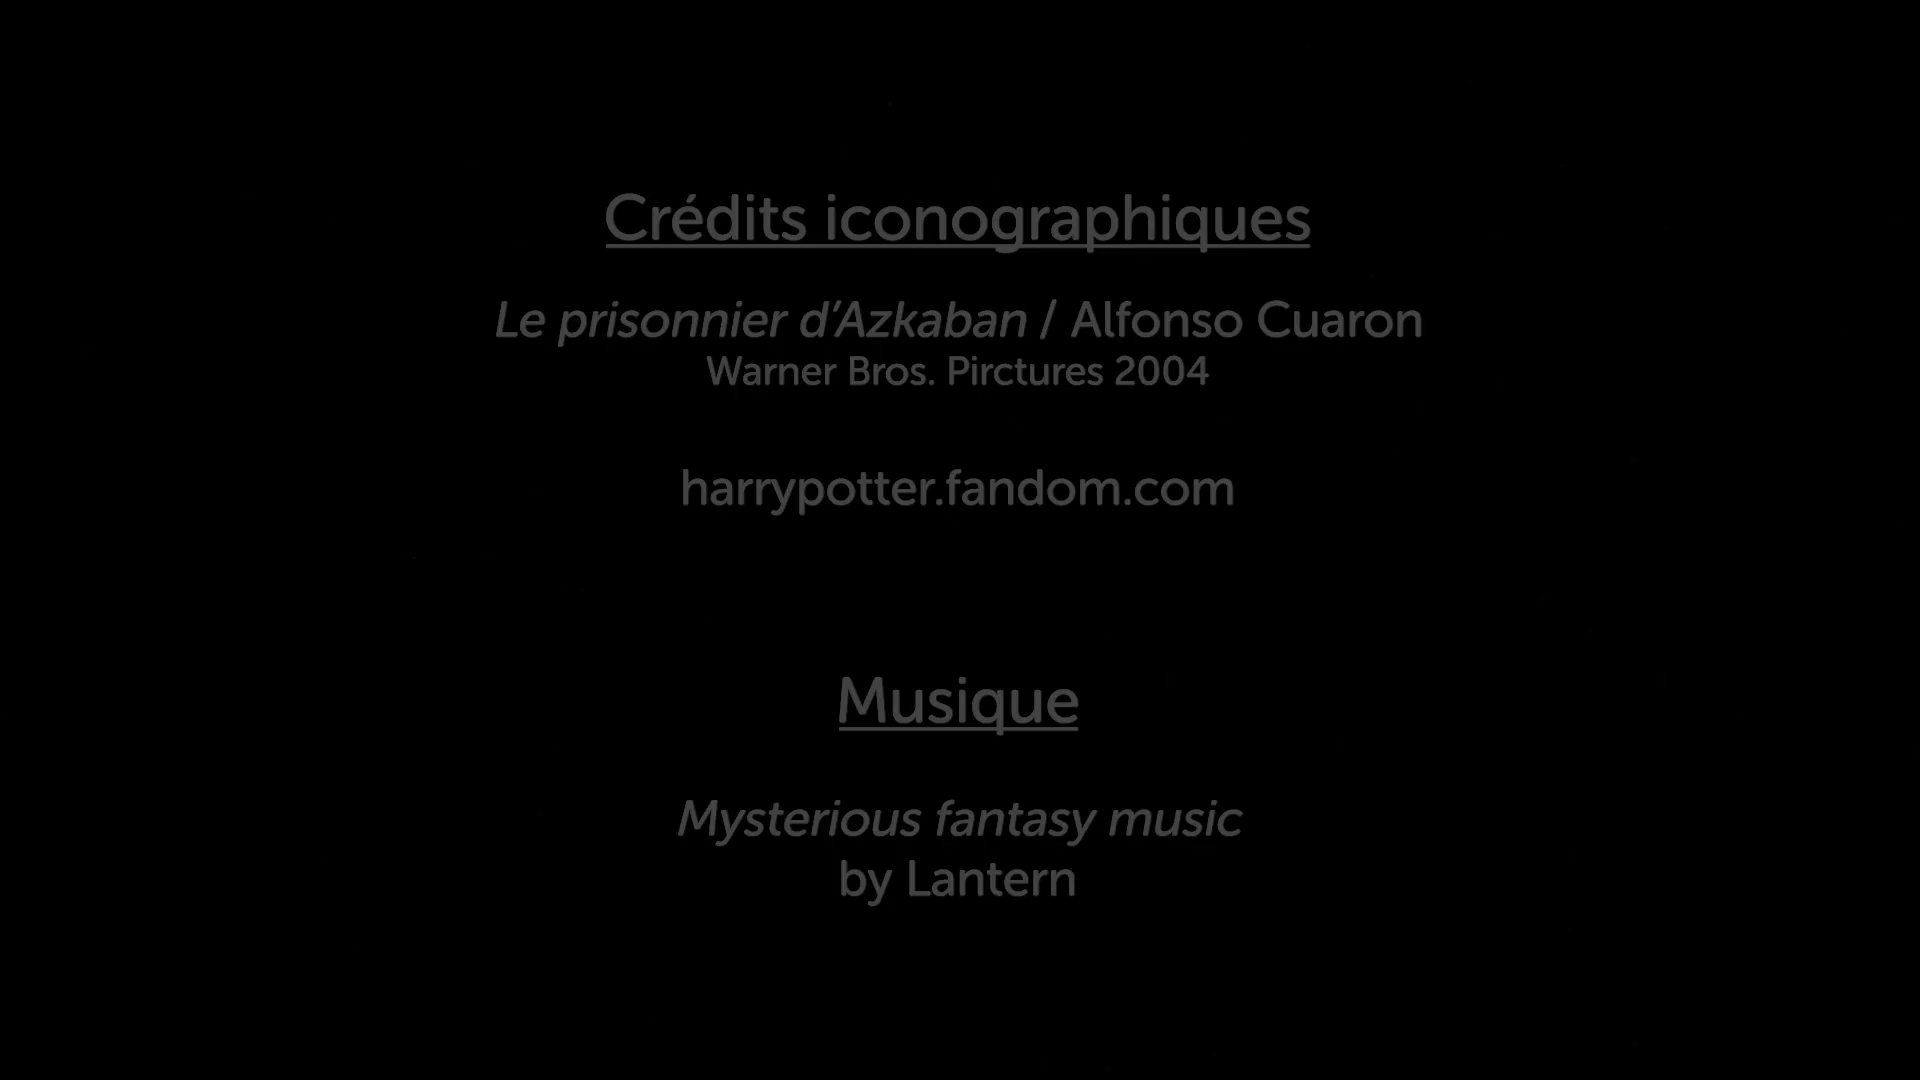 Crédits iconographiques
Le prisonnier d’Azkaban / Alfonso Cuaron
Warner Bros. Pirctures 2004
harrypotter.fandom.com
Musique
Mysterious fantasy music
by Lantern